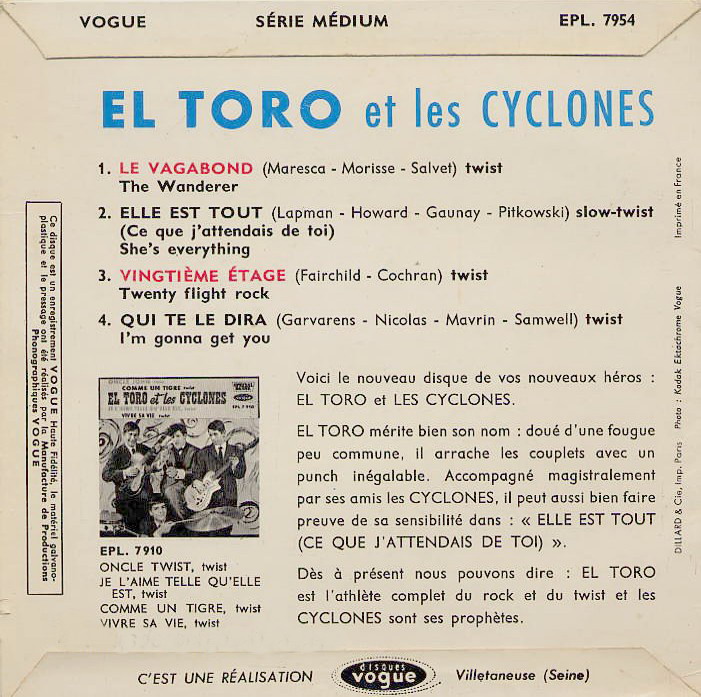 VOGUE SÉRIE MÉDIUM EPL. 7954
EL TORO et les CYCLONES
1. LE VAGABOND (Maresca - Morisse - Salvet) twist
The Wanderer
2. ELLE EST TOUT (Lapman - Howard - Gaunay - Pitkowski) slow-twist
(Ce que j'attendais de toi)
She's everything
3. VINGTIÈME ÉTAGE (Fairchild - Cochran) twist
Twenty flight rock
4. QUI TE LE DIRA (Garvarens - Nicolas - Mavrin - Samwell) twist
I'm gonna get you
Ce disque est un enregistrement VOGUE Haute Fidélité, le matériel galvano-
plastique et le pressage ont été réalisés par la Manufacture de Productions
Phonographiques VOGUE
COMME UN TIGRE twist
EL TORO et les CYCLONES
VIVRE SA VIE twist
EPL. 7910
ONCLE TWIST, twist
JE L'AIME TELLE QU'ELLE
EST, twist
COMME UN TIGRE, twist
VIVRE SA VIE, twist
Voici le nouveau disque de vos nouveaux héros :
EL TORO et LES CYCLONES.
EL TORO mérite bien son nom : doué d'une fougue
peu commune, il arrache les couplets avec un
punch inégalable. Accompagné magistralement
par ses amis les CYCLONES, il peut aussi bien faire
preuve de sa sensibilité dans : « ELLE EST TOUT
(CE QUE J'ATTENDAIS DE TOI) ».
Dès à présent nous pouvons dire : EL TORO
est l'athlète complet du rock et du twist et les
CYCLONES sont ses prophètes.
DILLARD & Cie, Imp. Paris Photo : Kodak Ektachrome Vogue Imprimé en France
C'EST UNE RÉALISATION disques vogue Villetaneuse (Seine)